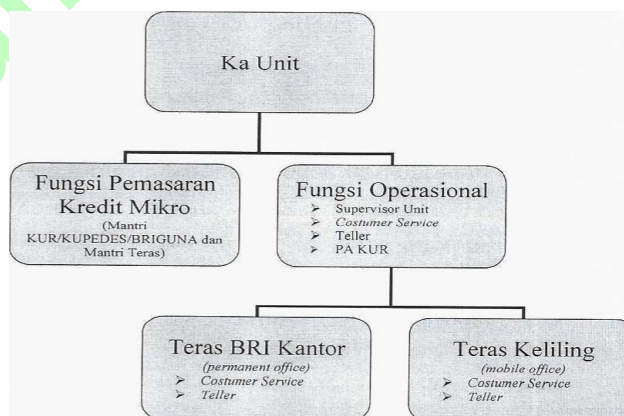 Ka Unit
Fungsi Pemasaran
Kredit Mikro
(Mantri
KUR/KUPEDES/BRIGUNA dan
Mantri Teras)
Fungsi Operasional
➢ Supervisor Unit
➢ Costumer Service
➢ Teller
➢ PA KUR
Teras BRI Kantor
(permanent office)
➢ Costumer Service
➢ Teller
Teras Keliling
(mobile office)
➢ Costumer Service
➢ Teller